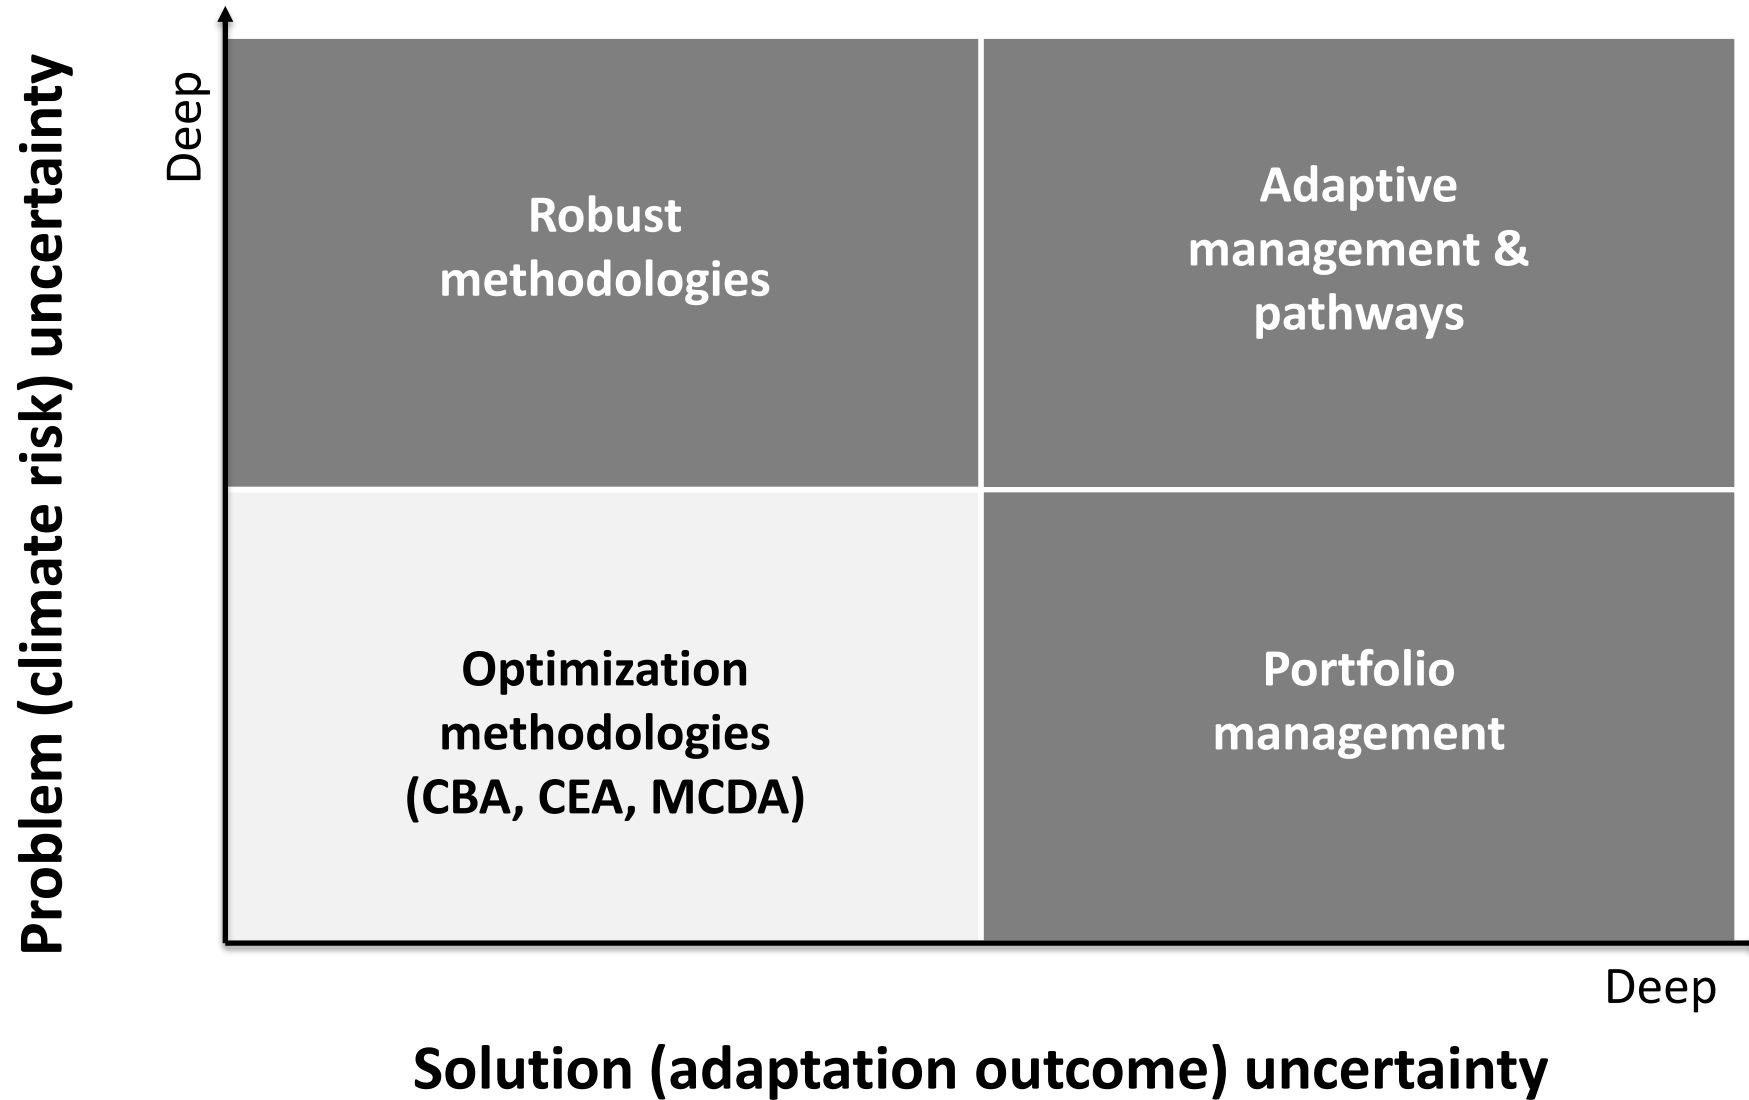 Problem (climate risk) uncertainty
Deep
Robust
methodologies
Adaptive
management &
pathways
Optimization
methodologies
(CBA, CEA, MCDA)
Portfolio
management
Deep
Solution (adaptation outcome) uncertainty